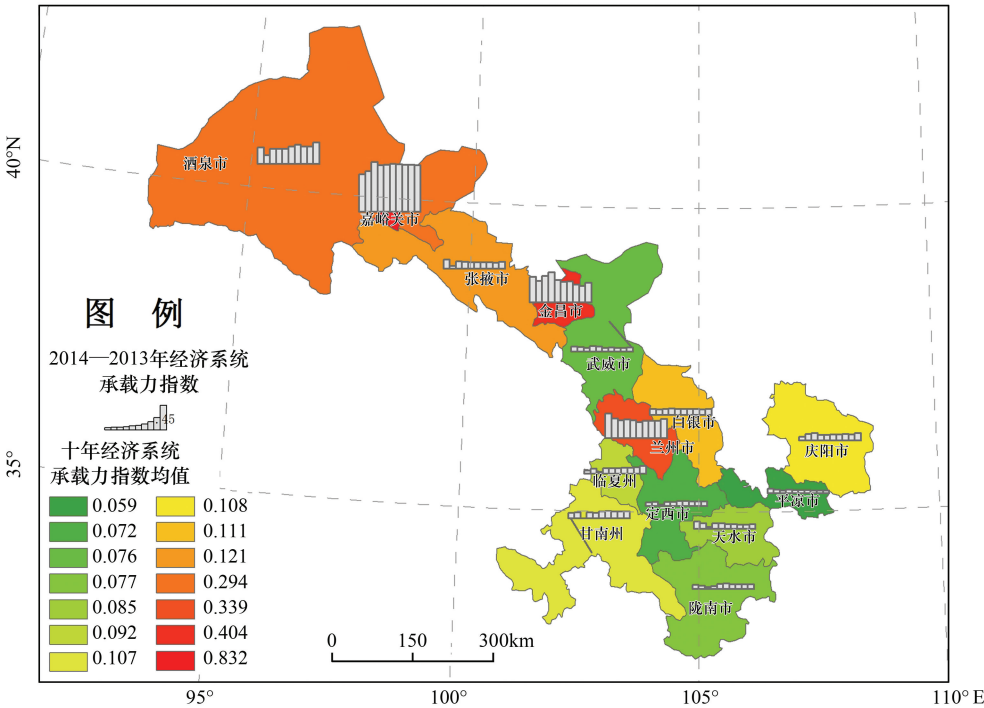 40°N
35°
酒泉市
嘉峪关市
张掖市
金昌市
武威市
白银市
兰州市
临夏州
定西市
甘南州
天水市
陇南市
平凉市
庆阳市
图 例
2014—2013年经济系统
承载力指数
45
十年经济系统
承载力指数均值
0.059 0.108
0.072 0.111
0.076 0.121
0.077 0.294
0.085 0.339
0.092 0.404
0.107 0.832
0 150 300km
95° 100° 105° 110° E